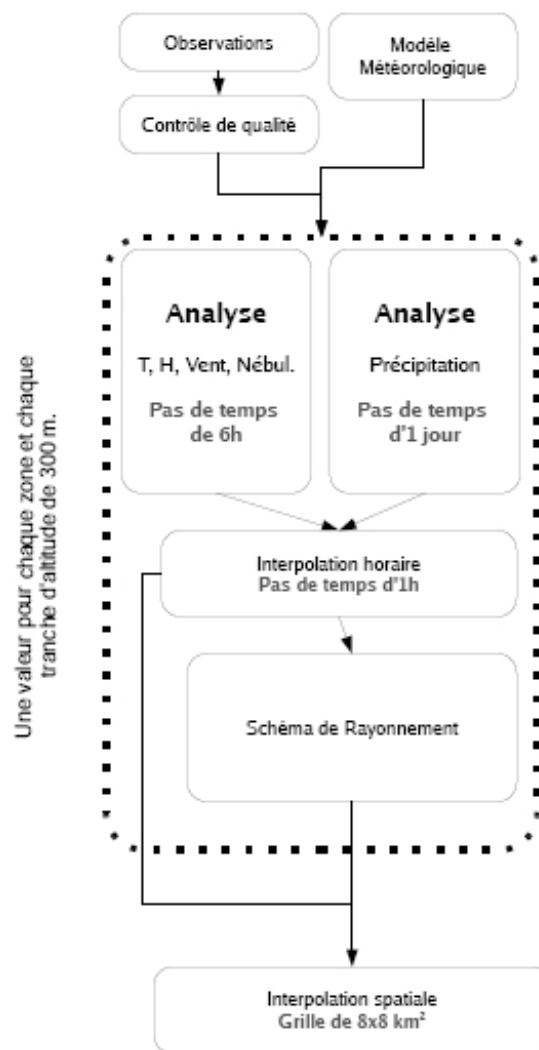 Observations
Modèle
Météorologique
Contrôle de qualité
Une valeur pour chaque zone et chaque
tranche d'altitude de 300 m.
Analyse
T, H, Vent, Nébul.
Pas de temps
de 6h
Analyse
Précipitation
Pas de temps
d'1 jour
Interpolation horaire
Pas de temps d'1h
Schéma de Rayonnement
Interpolation spatiale
Grille de 8x8 km²